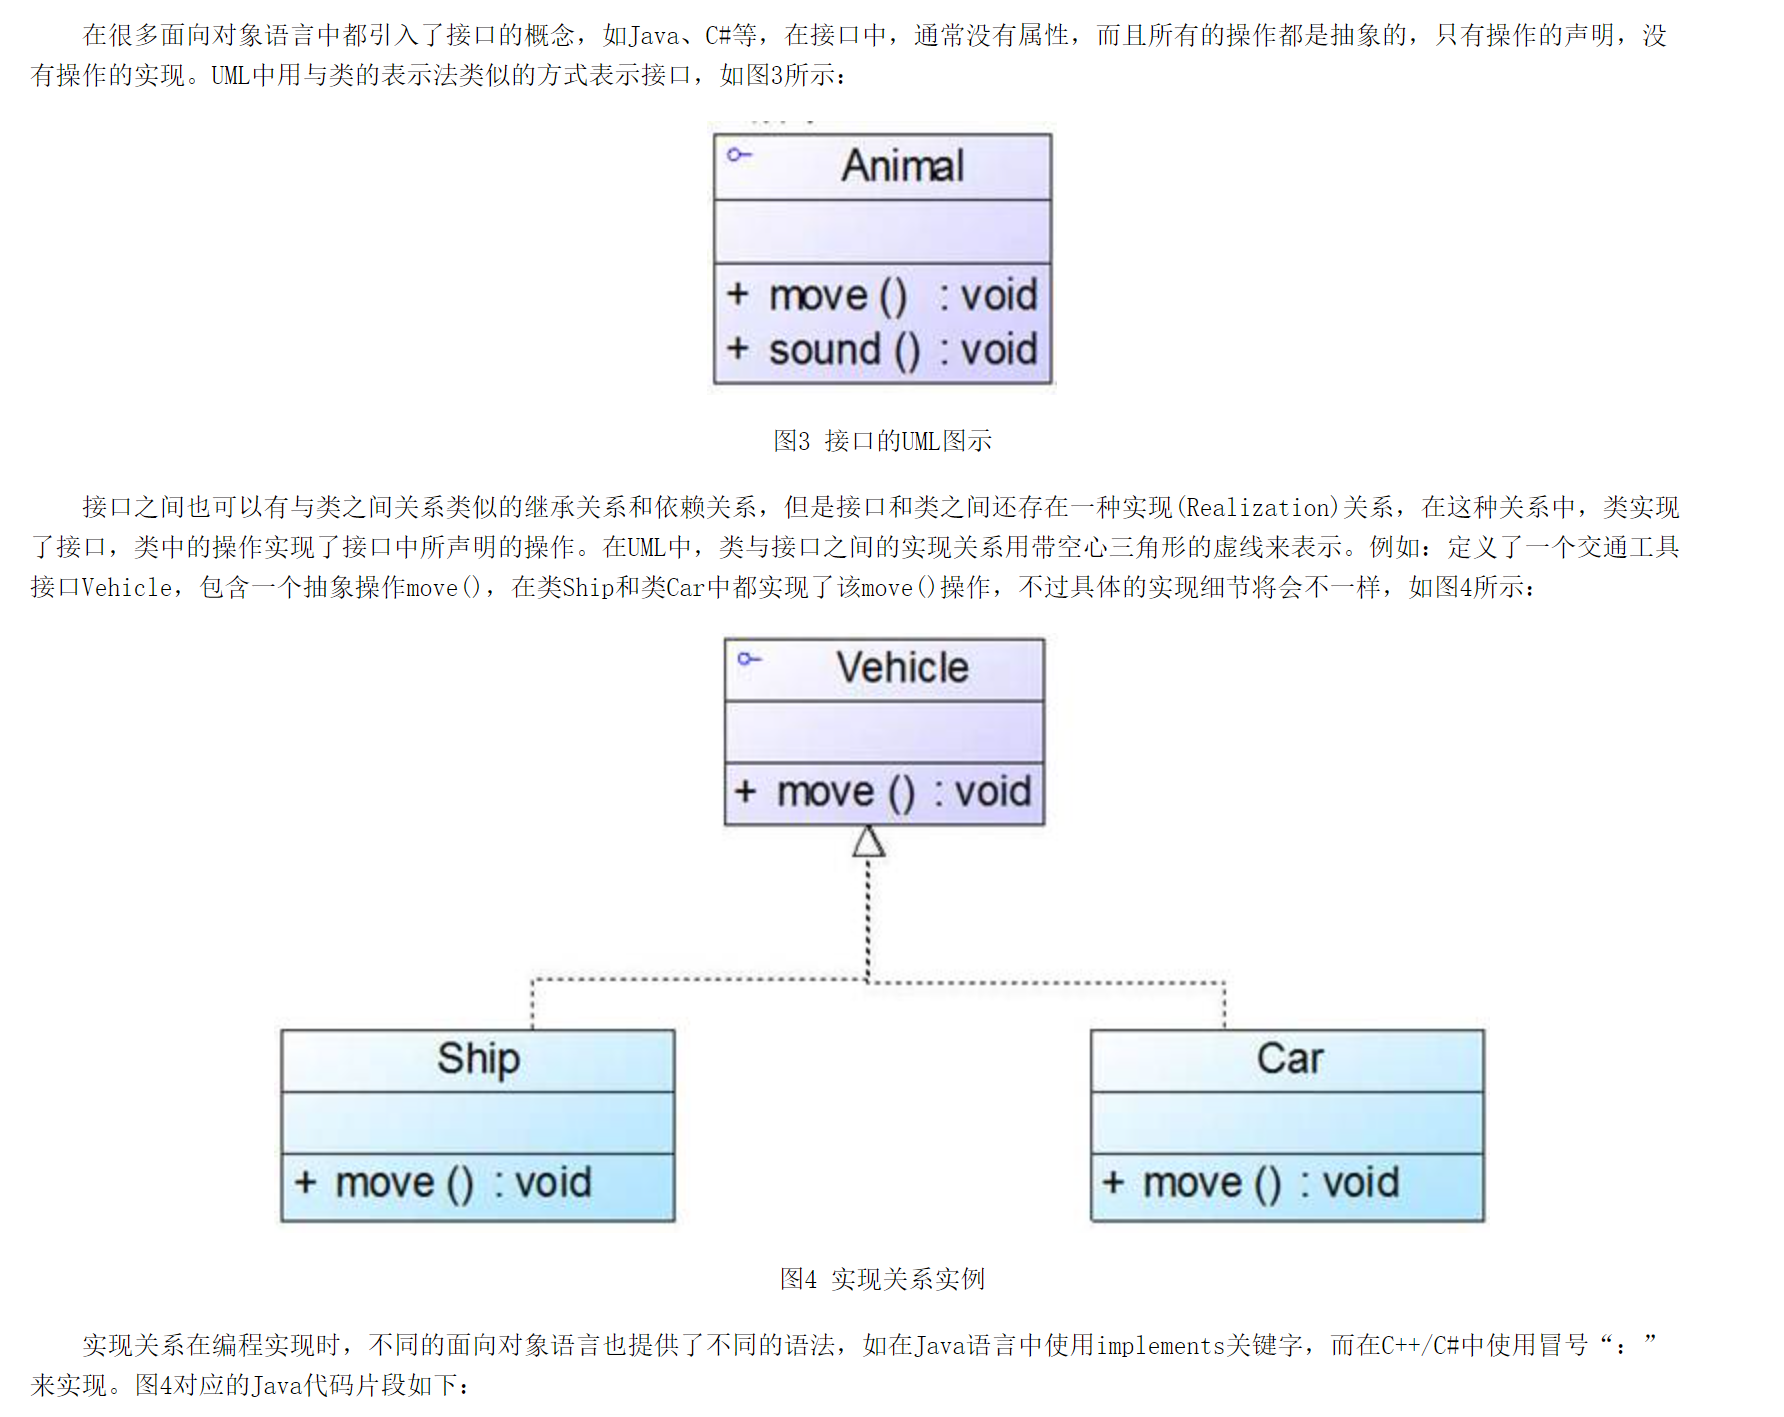 在很多面向对象语言中都引入了接口的概念，如Java、C#等，在接口中，通常没有属性，而且所有的操作都是抽象的，只有操作的声明，没
有操作的实现。UML中用与类的表示法类似的方式表示接口，如图3所示：
Animal
+ move () : void
+ sound () : void
图3 接口的UML图示
接口之间也可以有与类之间关系类似的继承关系和依赖关系，但是接口和类之间还存在一种实现(Realization)关系，在这种关系中，类实现
了接口，类中的操作实现了接口中所声明的操作。在UML中，类与接口之间的实现关系用带空心三角形的虚线来表示。例如：定义了一个交通工具
接口Vehicle，包含一个抽象操作move()，在类Ship和类Car中都实现了该move()操作，不过具体的实现细节将会不一样，如图4所示：
Vehicle
+ move () : void
Ship
+ move () : void
Car
+ move () : void
图4 实现关系实例
实现关系在编程实现时，不同的面向对象语言也提供了不同的语法，如在Java语言中使用implements关键字，而在C++/C#中使用冒号“：”
来实现。图4对应的Java代码片段如下：